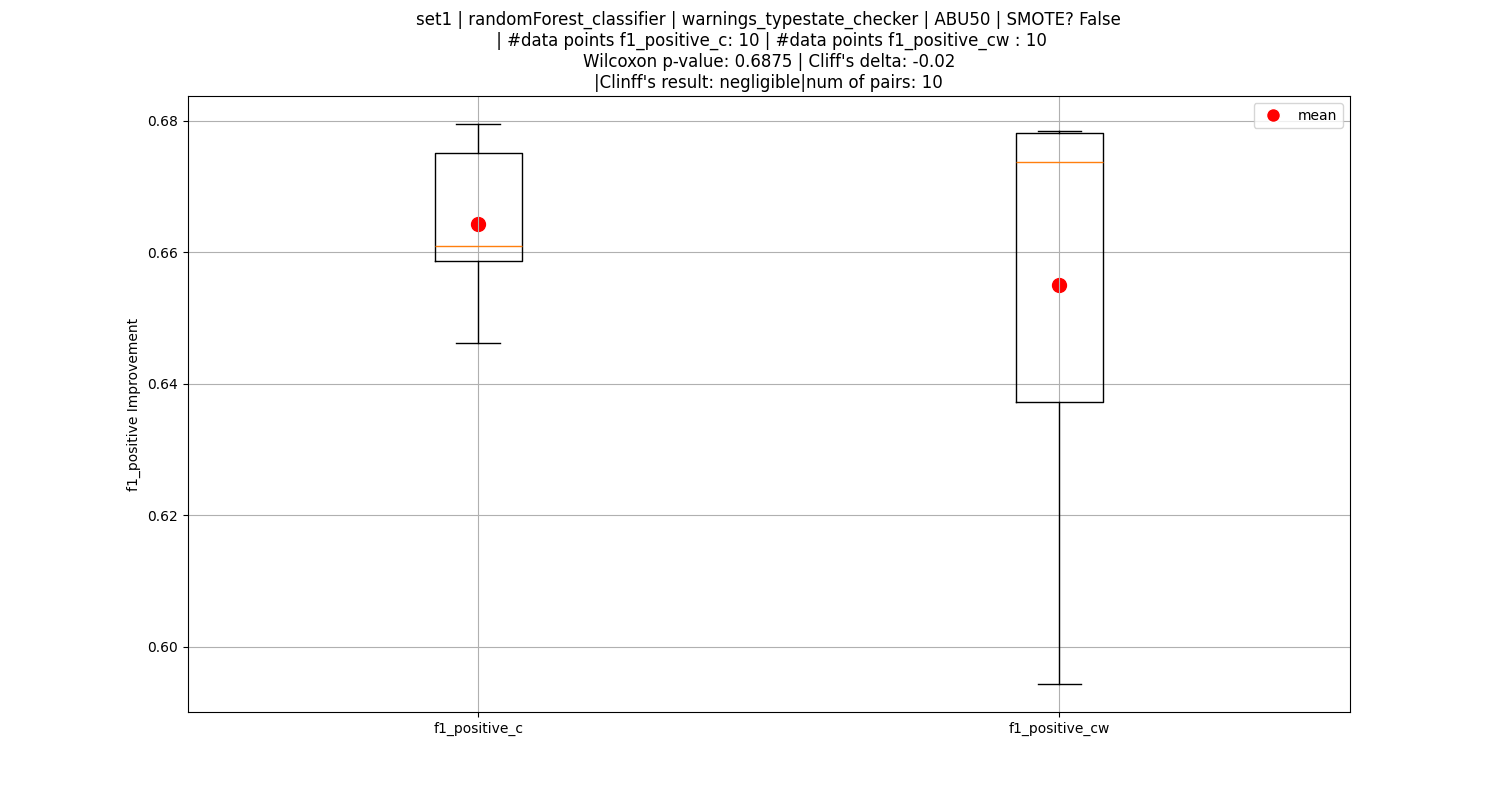 set1 | randomForest_classifier | warnings_typestate_checker | ABU50 | SMOTE? False
| #data points f1_positive_c: 10 | #data points f1_positive_cw : 10
Wilcoxon p-value: 0.6875 | Cliff's delta: -0.02
|Clinff's result: negligible|num of pairs: 10
mean
0.68
0.66
0.64
0.62
0.60
f1_positive Improvement
f1_positive_c
f1_positive_cw